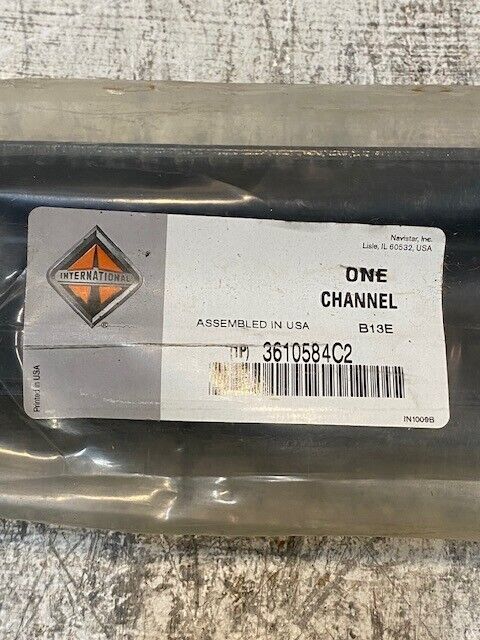 Navistar, Inc.
Lisle, IL 60532, USA
INTERNATIONAL
®
ONE
CHANNEL
ASSEMBLED IN USA B13E
(1P) 3610584C2
Printed in USA
IN1009B